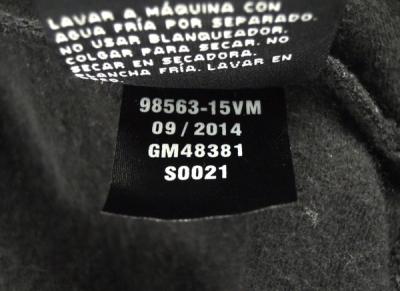 LAVAR A MÁQUINA CON
AGUA FRÍA POR SEPARADO.
NO USAR BLANQUEADOR.
COLGAR PARA SECAR. NO
SECAR EN SECADORA.
PLANCHA FRÍA. LAVAR EN
98563-15VM
09/2014
GM48381
S0021